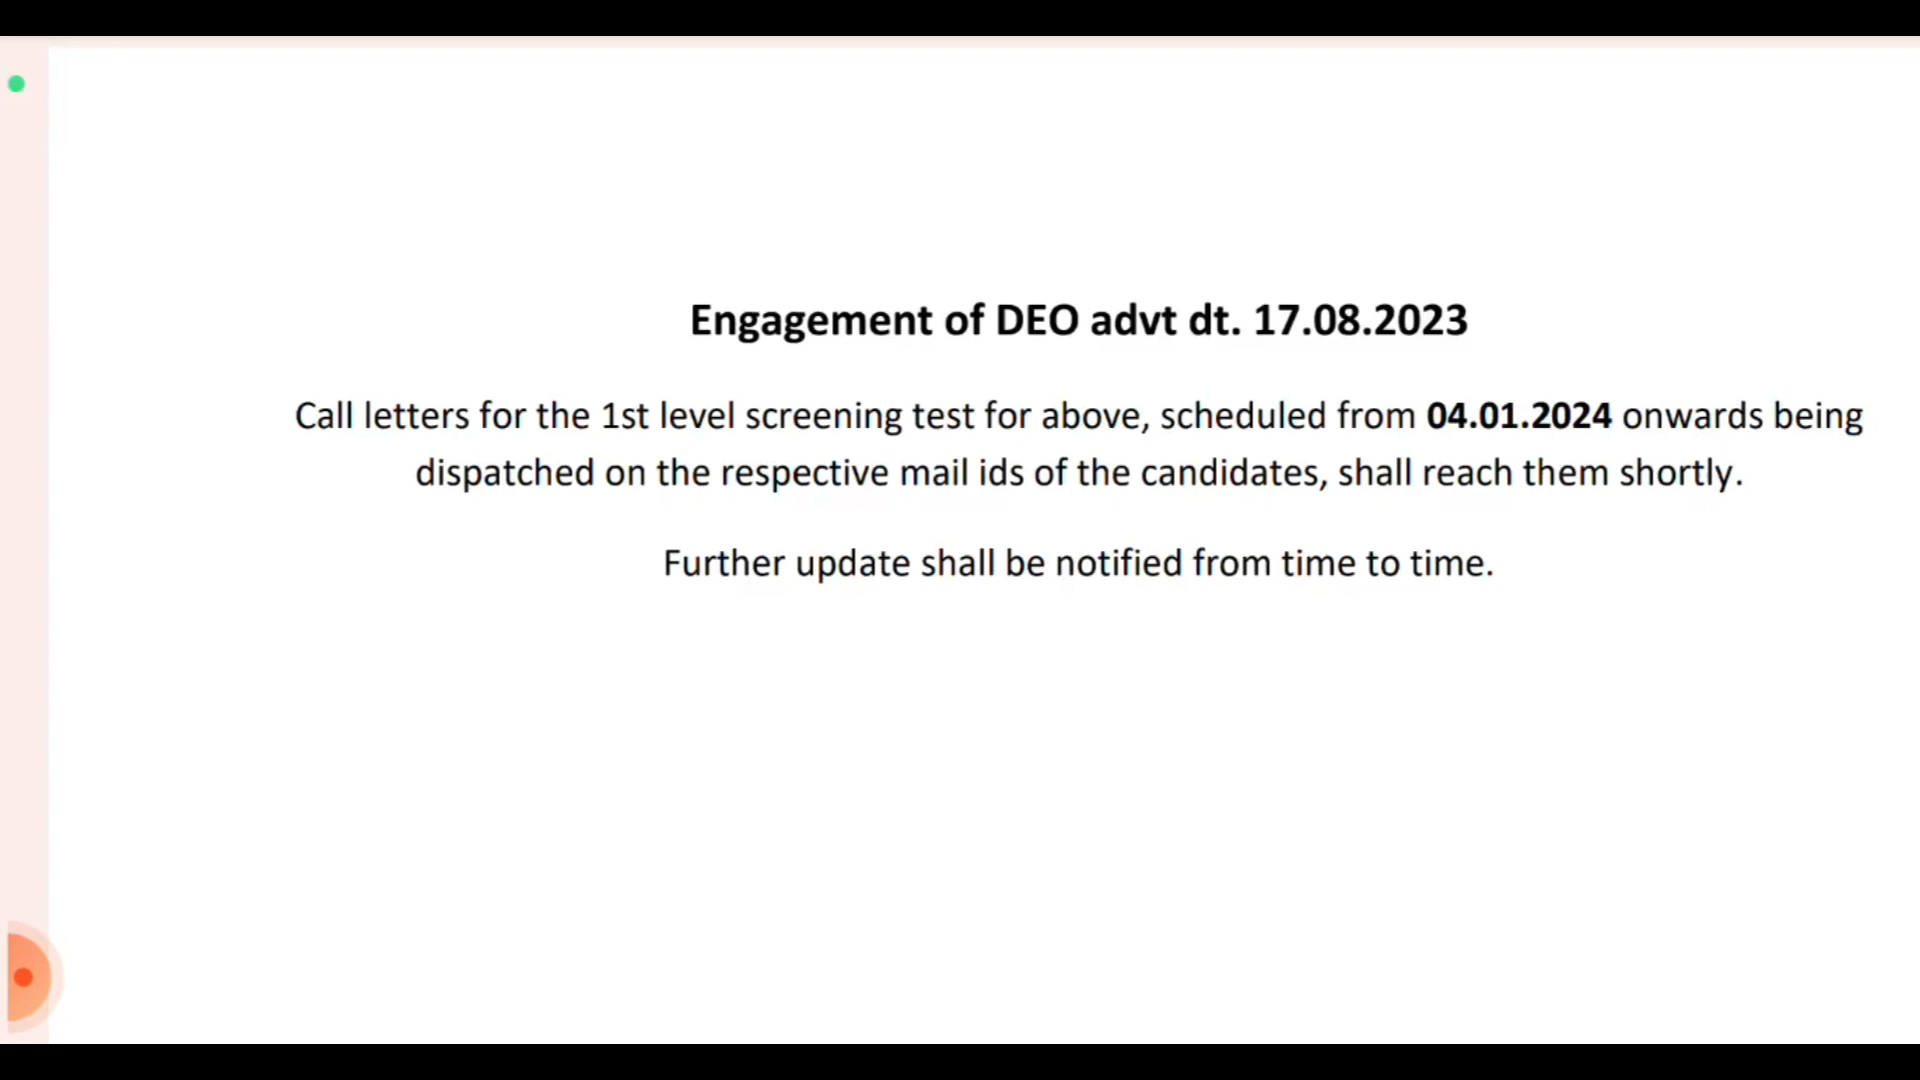 Engagement of DEO advt dt. 17.08.2023
Call letters for the 1st level screening test for above, scheduled from 04.01.2024 onwards being
dispatched on the respective mail ids of the candidates, shall reach them shortly.
Further update shall be notified from time to time.